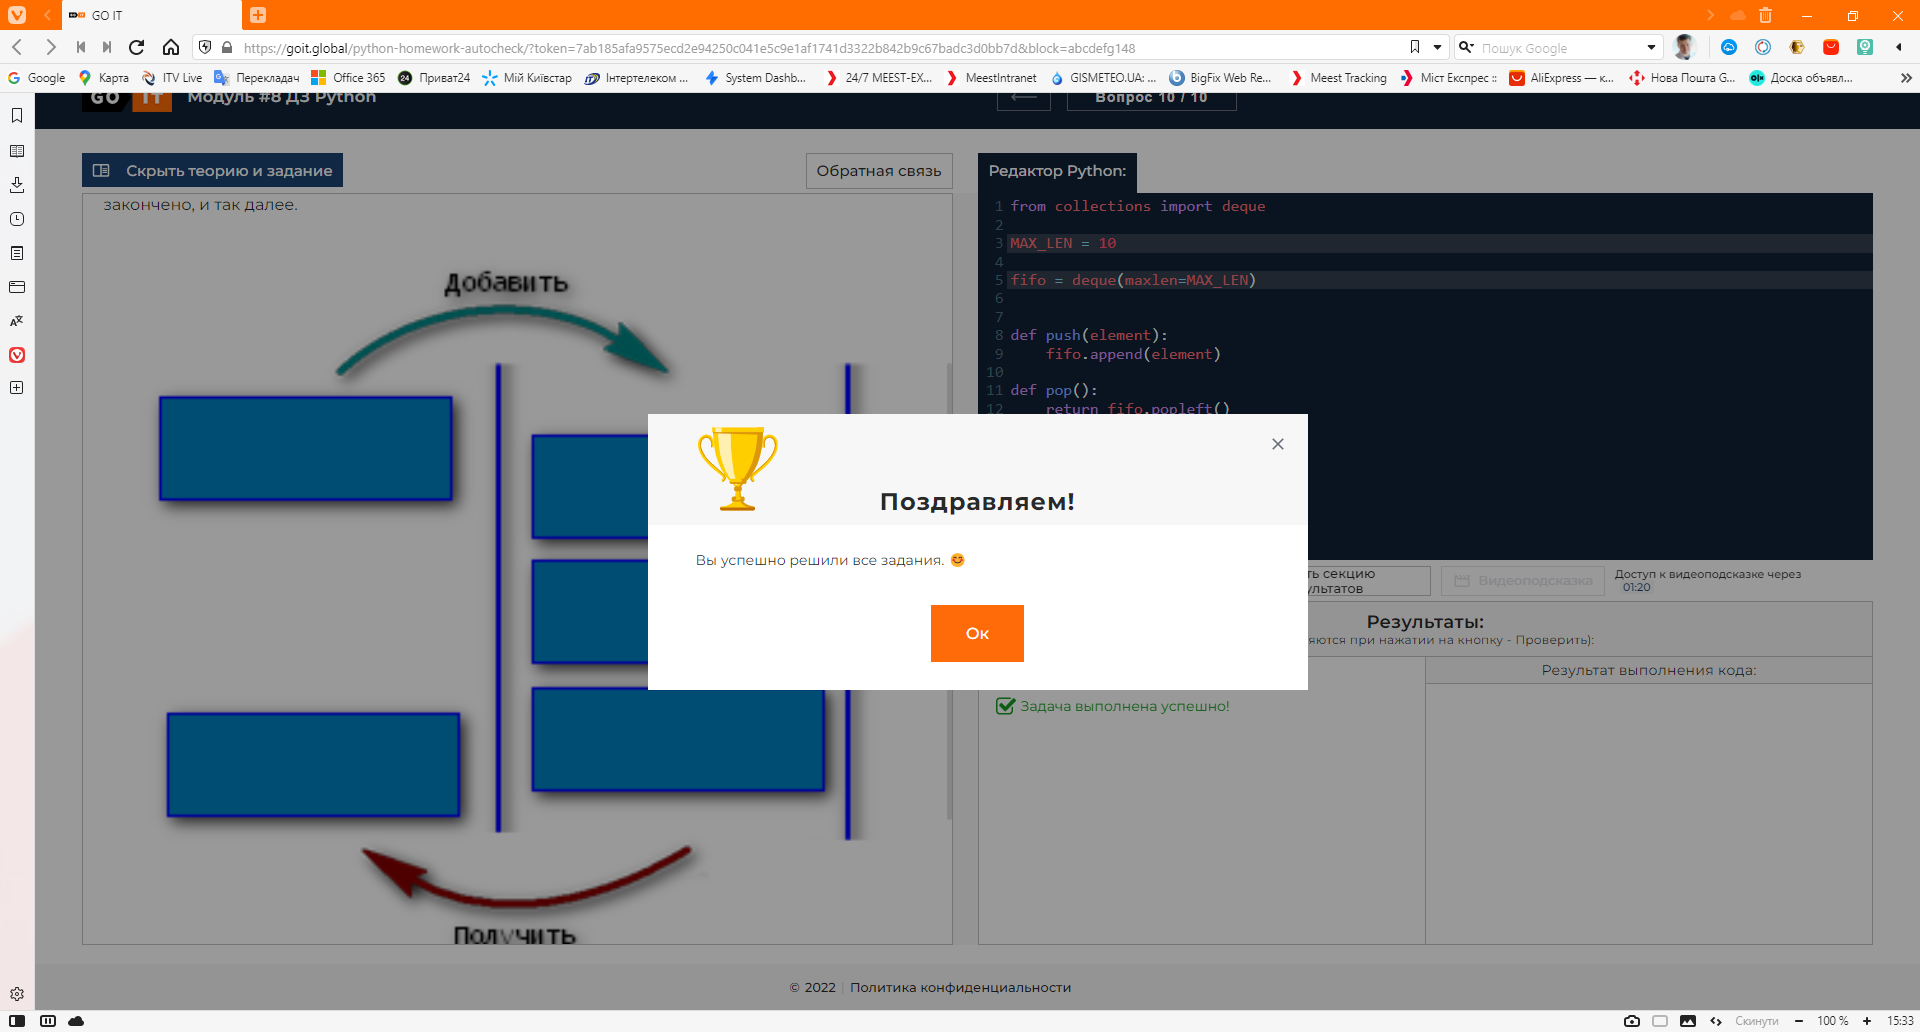 GO IT
https://goit.global/python-homework-autocheck/?token=7ab185afa9575ecd2e94250c041e5c9e1af1741d3322b842b9c67badc3d0bb7d&block=abcdefg148
Пошук Google
Google
Карта
ITV Live
Перекладач
Office 365
Приват24
Мій Київстар
Інтертелеком ...
System Dashb...
24/7 MEEST-EX...
MeestIntranet
GISMETEO.UA: ...
BigFix Web Re...
Meest Tracking
Міст Експрес ::
AliExpress — к...
Нова Пошта G...
Доска объявл...
GO IT
Модуль #8 ДЗ Python
Вопрос 10 / 10
Скрыть теорию и задание
Обратная связь
закончено, и так далее.
Добавить
Получить
Редактор Python:
1 from collections import deque
2
3 MAX_LEN = 10
4
5 fifo = deque(maxlen=MAX_LEN)
6
7
8 def push(element):
9 fifo.append(element)
10
11 def pop():
12 return fifo.popleft()
Поздравляем!
Вы успешно решили все задания. 😊
Ок
ть секцию
ультатов
Видеоподсказка
Доступ к видеоподсказке через
01:20
Результаты:
яются при нажатии на кнопку - Проверить):
Результат выполнения кода:
Задача выполнена успешно!
© 2022 | Политика конфиденциальности
Скинути
100 %
15:33